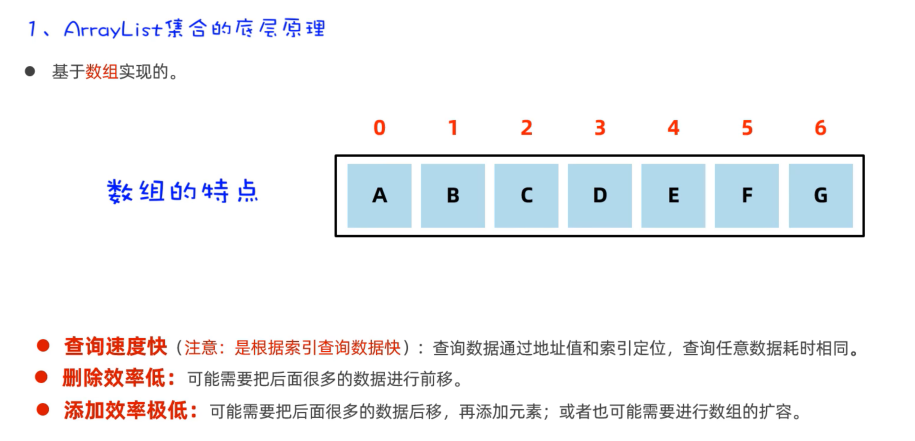 1、ArrayList集合的底层原理
● 基于数组实现的。
0 1 2 3 4 5 6
数组的特点
A B C D E F G
● 查询速度快（注意：是根据索引查询数据快）：查询数据通过地址值和索引定位，查询任意数据耗时相同。
● 删除效率低：可能需要把后面很多的数据进行前移。
● 添加效率极低：可能需要把后面很多的数据后移，再添加元素；或者也可能需要进行数组的扩容。